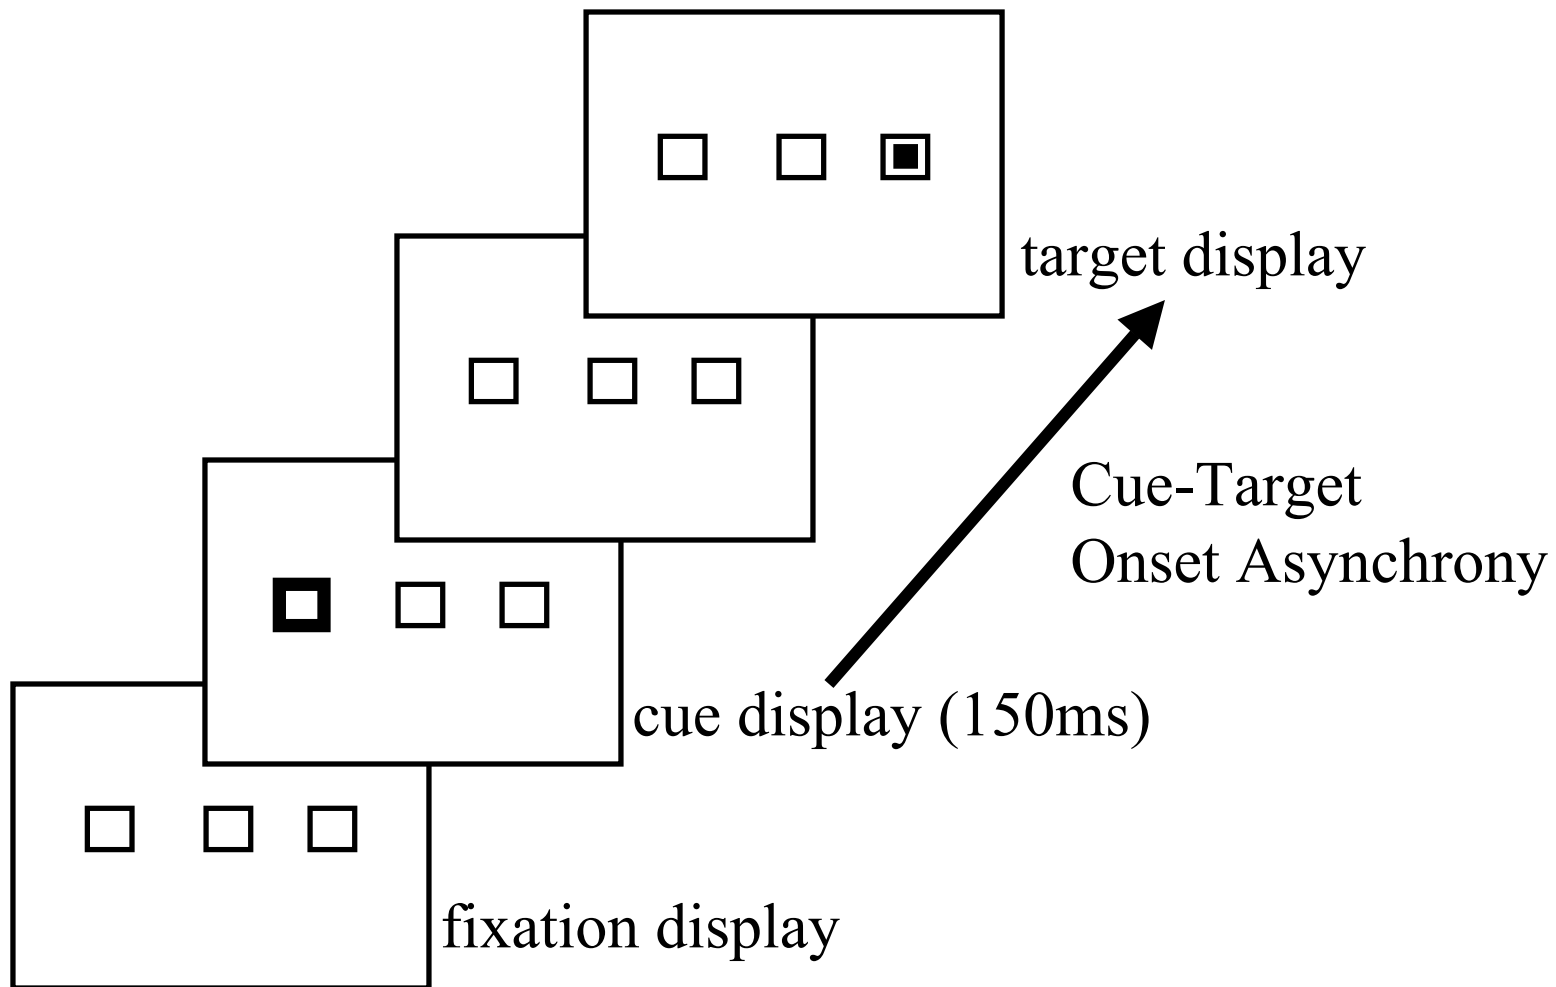 target display
Cue-Target
Onset Asynchrony
cue display (150ms)
fixation display